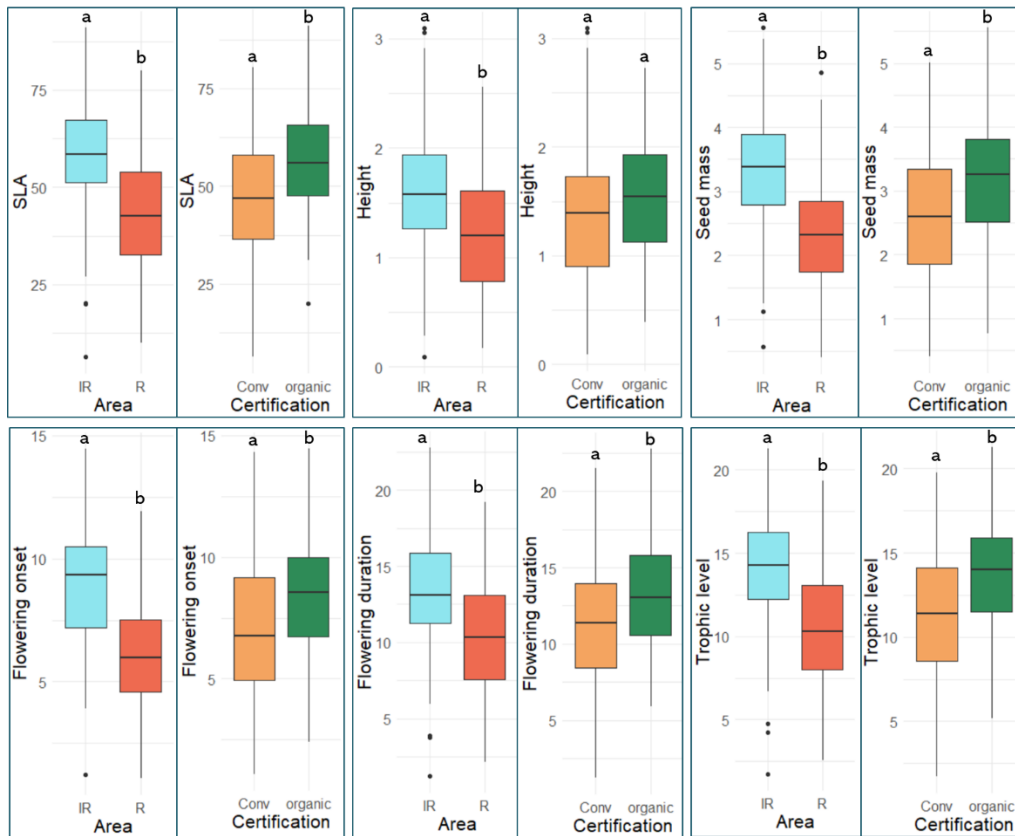 a
b
SLA
75
50
25
IR R
Area
a
b
SLA
75
50
25
Conv organic
Certification
a
b
Height
3
2
1
0
IR R
Area
a
a
Height
3
2
1
0
Conv organic
Certification
a
b
Seed mass
5
4
3
2
1
IR R
Area
a
b
Seed mass
5
4
3
2
1
Conv organic
Certification
a
b
Flowering onset
15
10
5
IR R
Area
a
b
Flowering onset
15
10
5
Conv organic
Certification
a
b
Flowering duration
20
15
10
5
IR R
Area
a
b
Flowering duration
20
15
10
5
Conv organic
Certification
a
b
Trophic level
20
15
10
5
IR R
Area
a
b
Trophic level
20
15
10
5
Conv organic
Certification